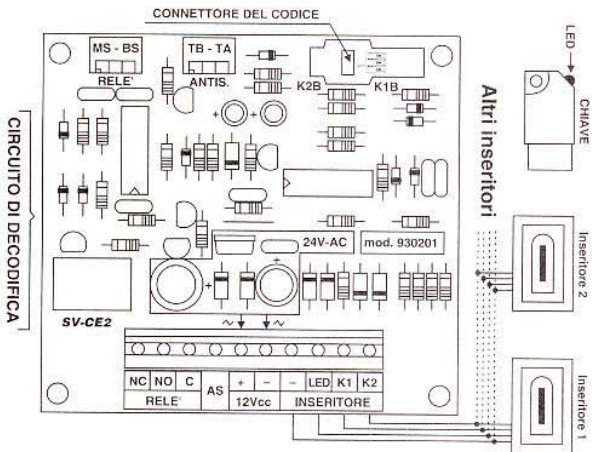 CONNETTORE DEL CODICE
MS - BS
RELE'
TB - TA
ANTIS.
K2B
K1B
LED
CHIAVE
Altri inseritori
Inseritore 2
Inseritore 1
CIRCUITO DI DECODIFICA
24V-AC
mod. 930201
SV-CE2
+
+
+
+
~ ~
NC NO C AS + - - LED K1 K2
RELE' 12Vcc INSERITORE